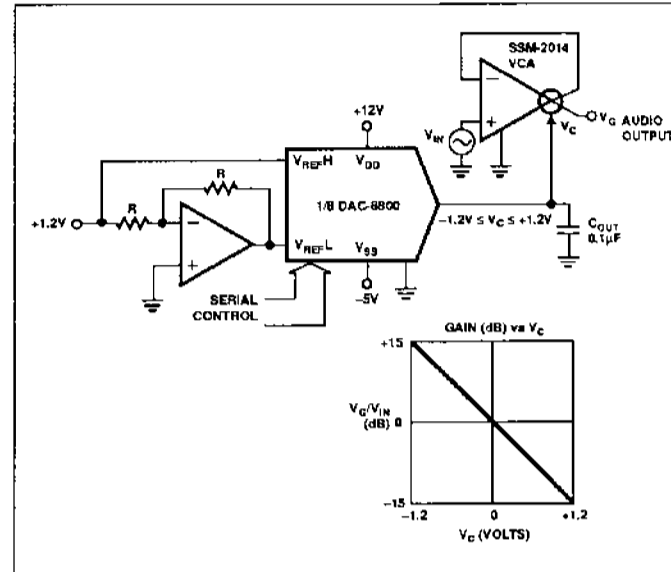 SSM-2014
VCA
−
+
V_IN
V_C
V_G AUDIO
OUTPUT
+12V
V_REFH
V_DD
1/8 DAC-8800
V_REFL
V_SS
−5V
R
R
+1.2V
−
+
SERIAL
CONTROL
−1.2V ≤ V_C ≤ +1.2V
C_OUT
0.1µF
GAIN (dB) vs V_C
+15
V_G/V_IN
(dB)
0
−15
−1.2
0
+1.2
V_C (VOLTS)